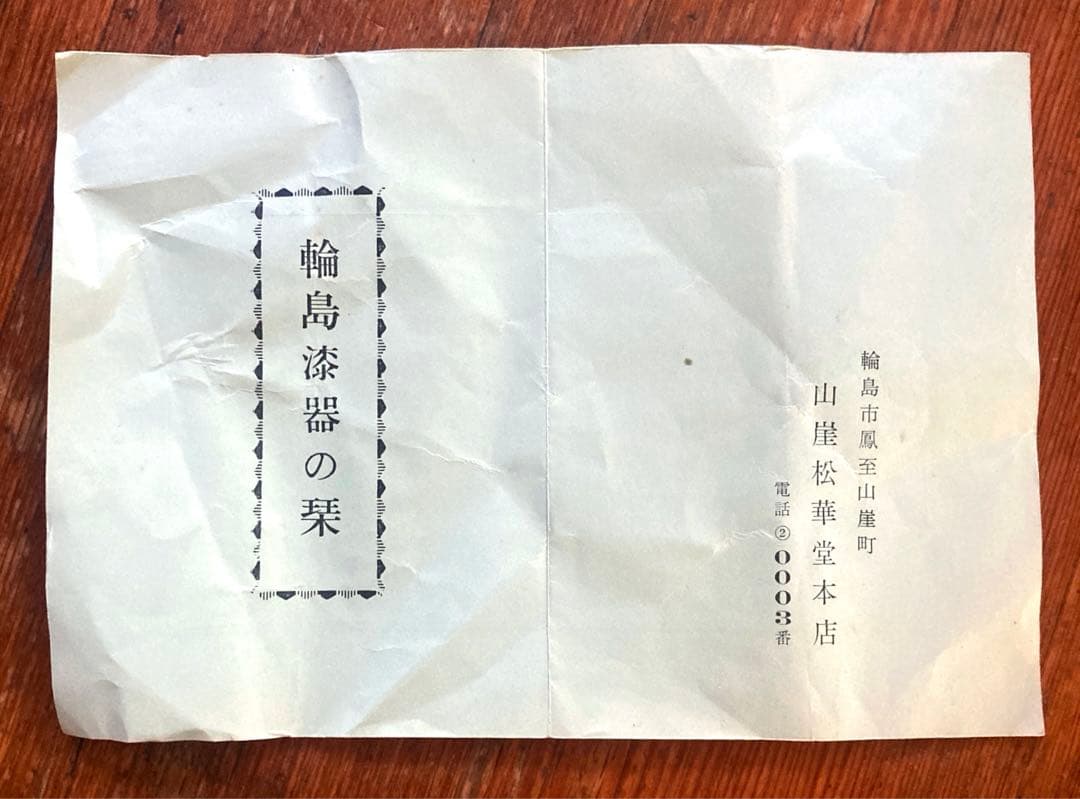 輪島市鳳至山崖町
山崖松華堂本店
電話②0003番
輪島漆器の栞